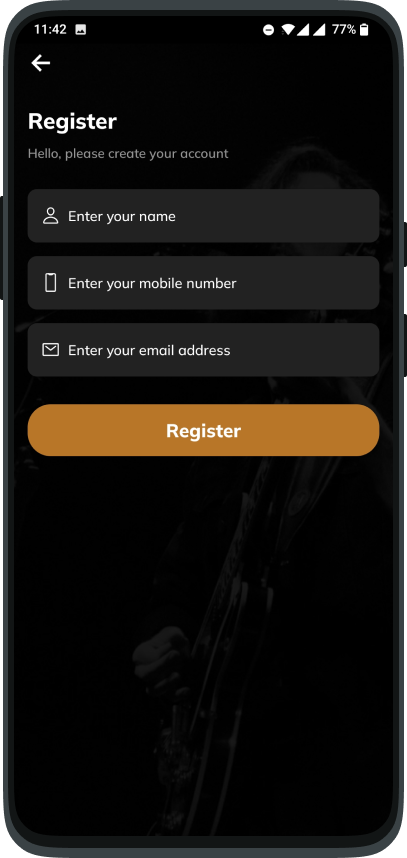 11:42
77%
Register
Hello, please create your account
Enter your name
Enter your mobile number
Enter your email address
Register